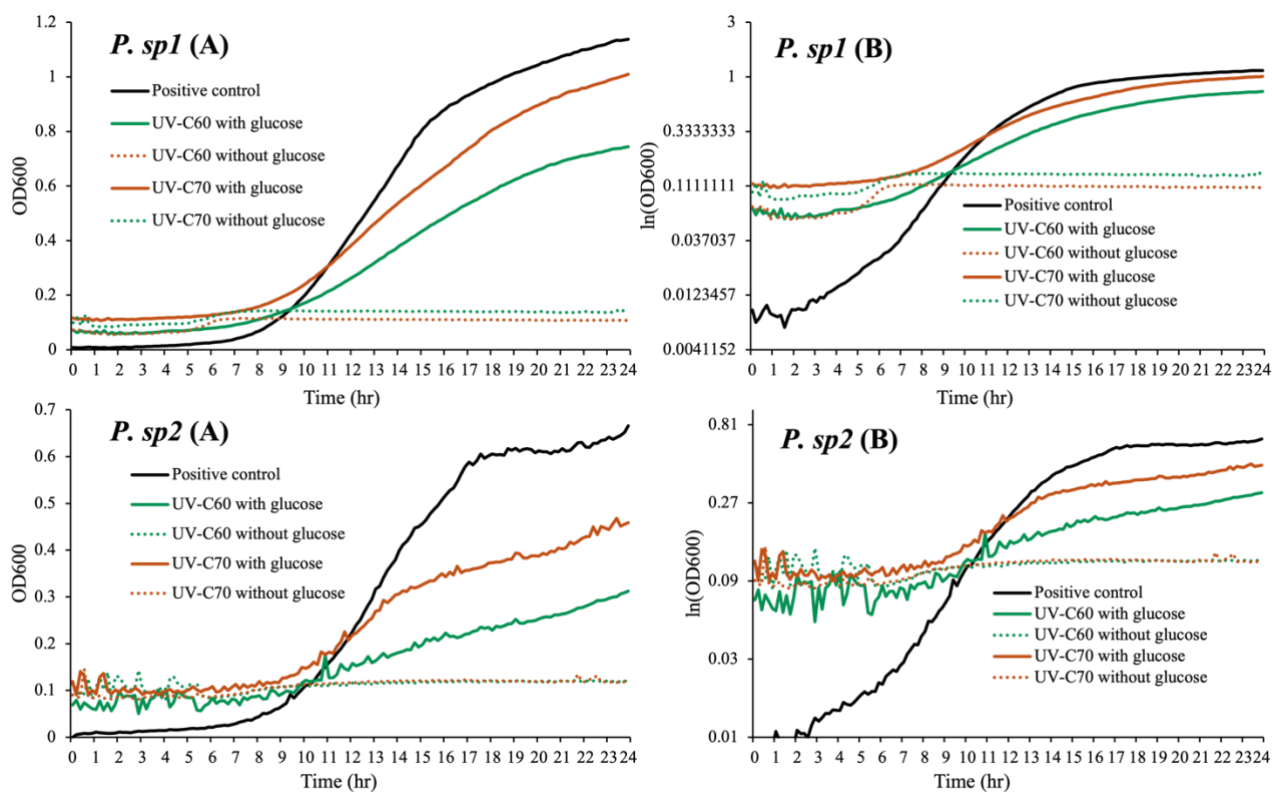 P. sp1 (A)
1.2
1
0.8
0.6
0.4
0.2
0
OD600
Positive control
UV-C60 with glucose
UV-C60 without glucose
UV-C70 with glucose
UV-C70 without glucose
0 1 2 3 4 5 6 7 8 9 10 11 12 13 14 15 16 17 18 19 20 21 22 23 24
Time (hr)
P. sp1 (B)
3
1
0.3333333
0.1111111
0.037037
0.0123457
0.0041152
ln(OD600)
Positive control
UV-C60 with glucose
UV-C60 without glucose
UV-C70 with glucose
UV-C70 without glucose
0 1 2 3 4 5 6 7 8 9 10 11 12 13 14 15 16 17 18 19 20 21 22 23 24
Time (hr)
P. sp2 (A)
0.7
0.6
0.5
0.4
0.3
0.2
0.1
0
OD600
Positive control
UV-C60 with glucose
UV-C60 without glucose
UV-C70 with glucose
UV-C70 without glucose
0 1 2 3 4 5 6 7 8 9 10 11 12 13 14 15 16 17 18 19 20 21 22 23 24
Time (hr)
P. sp2 (B)
0.81
0.27
0.09
0.03
0.01
ln(OD600)
Positive control
UV-C60 with glucose
UV-C60 without glucose
UV-C70 with glucose
UV-C70 without glucose
0 1 2 3 4 5 6 7 8 9 10 11 12 13 14 15 16 17 18 19 20 21 22 23 24
Time (hr)